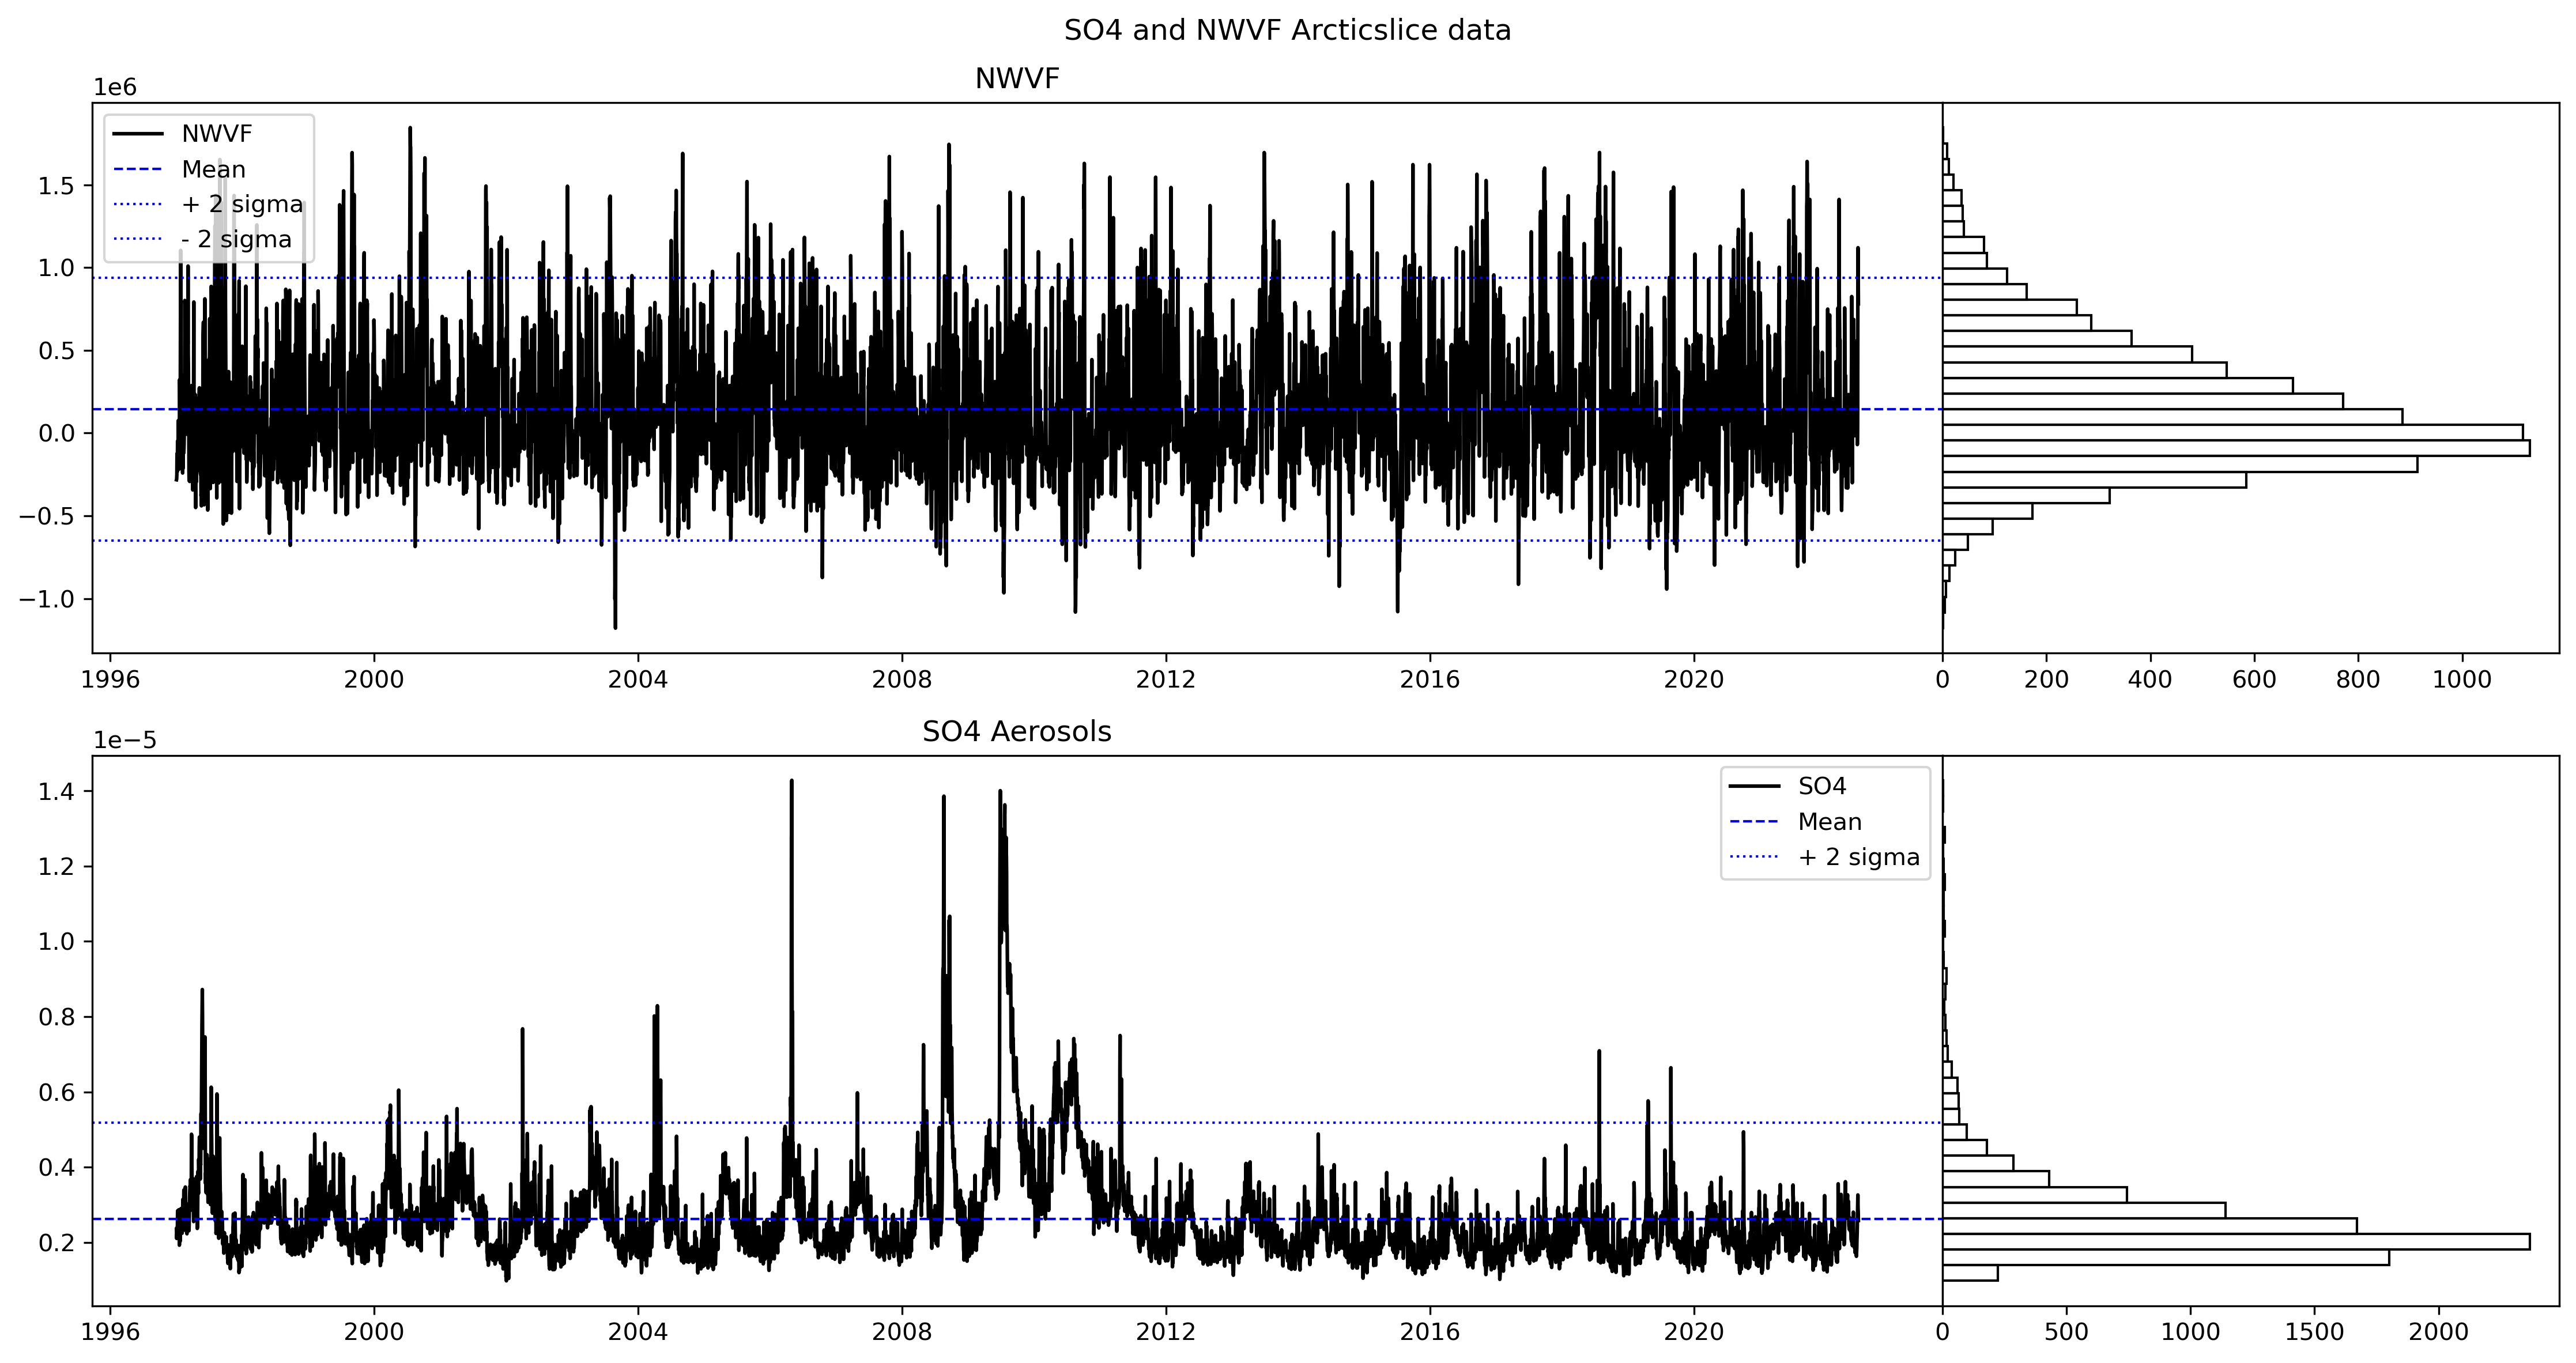 SO4 and NWVF Arcticslice data
NWVF
1e6
NWVF
Mean
+ 2 sigma
- 2 sigma
1.5
1.0
0.5
0.0
−0.5
−1.0
1996 2000 2004 2008 2012 2016 2020 0 200 400 600 800 1000
SO4 Aerosols
1e−5
SO4
Mean
+ 2 sigma
1.4
1.2
1.0
0.8
0.6
0.4
0.2
1996 2000 2004 2008 2012 2016 2020 0 500 1000 1500 2000